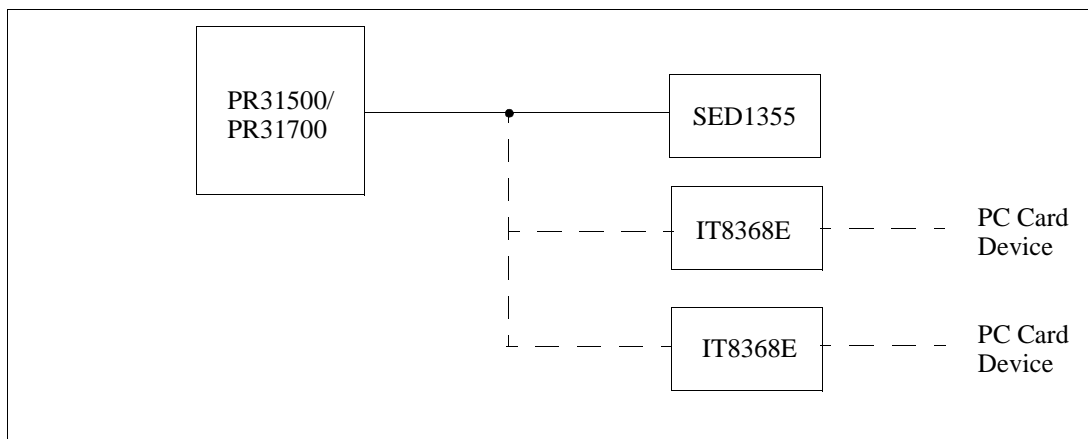 PR31500/
PR31700
SED1355
IT8368E
PC Card
Device
IT8368E
PC Card
Device